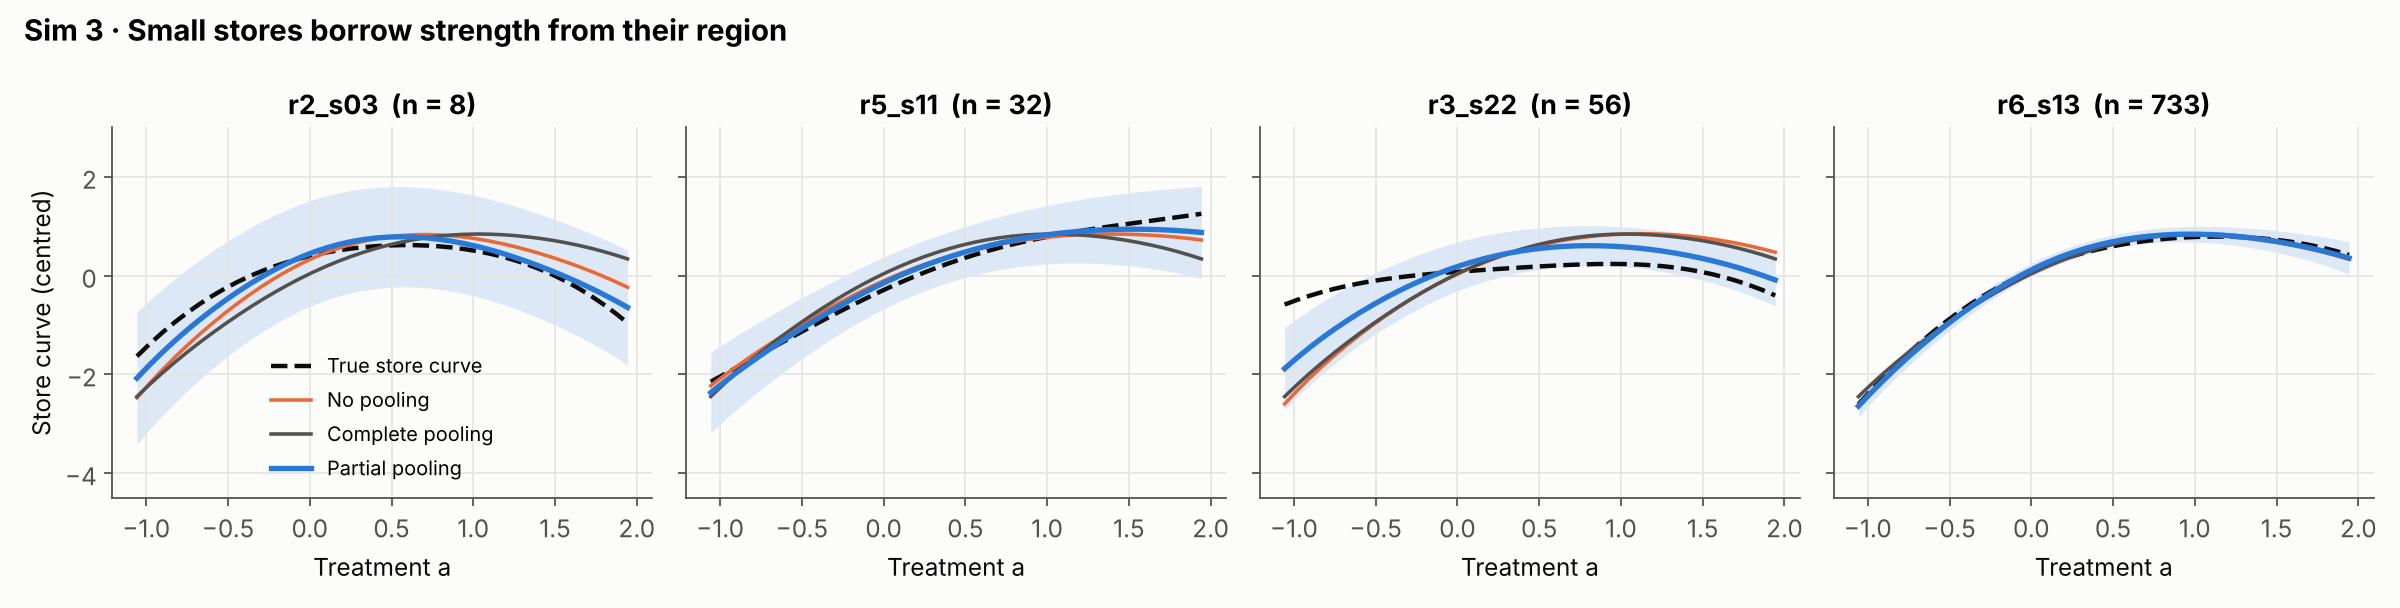 Sim 3 · Small stores borrow strength from their region
r2_s03 (n = 8)
r5_s11 (n = 32)
r3_s22 (n = 56)
r6_s13 (n = 733)
Store curve (centred)
2
0
−2
−4
True store curve
No pooling
Complete pooling
Partial pooling
−1.0 −0.5 0.0 0.5 1.0 1.5 2.0
−1.0 −0.5 0.0 0.5 1.0 1.5 2.0
−1.0 −0.5 0.0 0.5 1.0 1.5 2.0
−1.0 −0.5 0.0 0.5 1.0 1.5 2.0
Treatment a
Treatment a
Treatment a
Treatment a